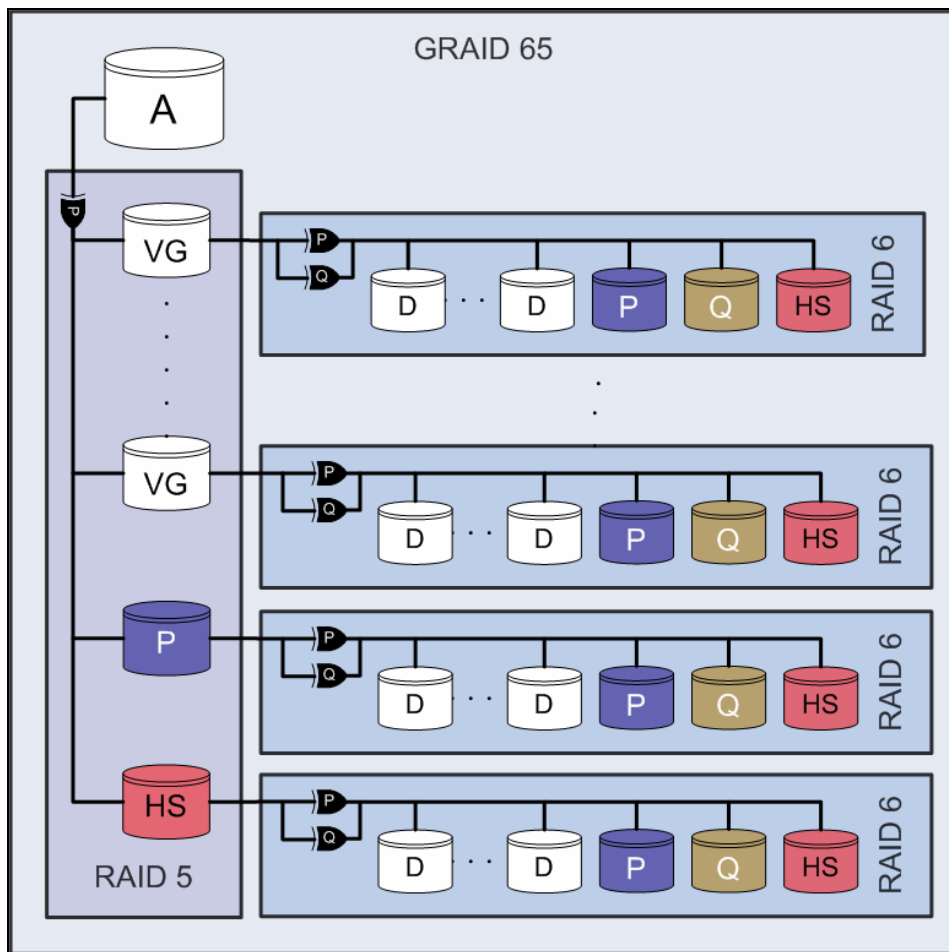 GRAID 65
A
P
VG
P
Q
D
. . .
D
P
Q
HS
RAID 6
VG
P
Q
D
. . .
D
P
Q
HS
RAID 6
P
P
Q
D
. . .
D
P
Q
HS
RAID 6
HS
P
Q
D
. . .
D
P
Q
HS
RAID 6
RAID 5